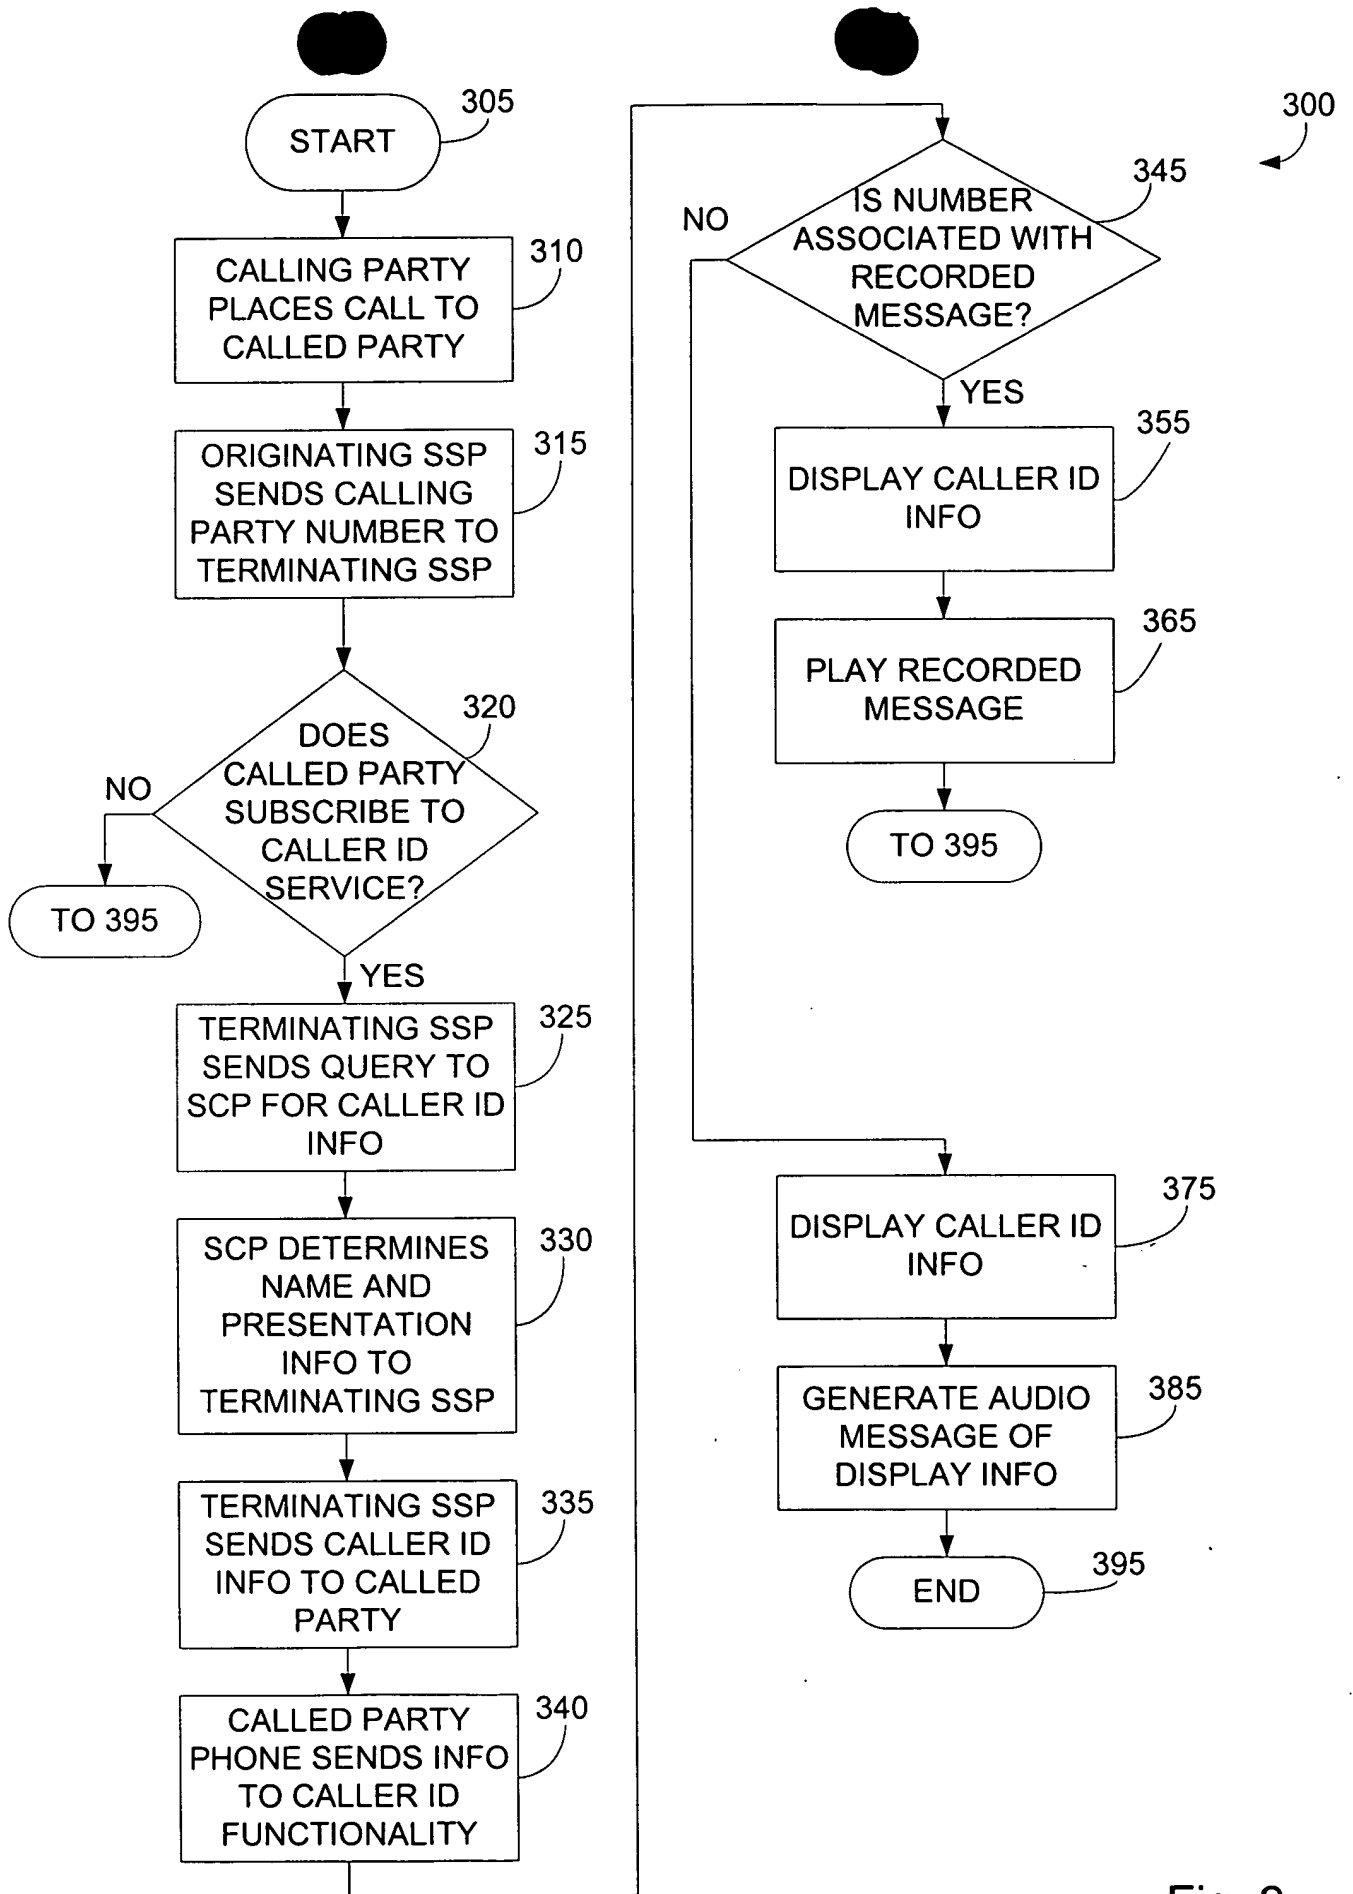 305
START
310
CALLING PARTY
PLACES CALL TO
CALLED PARTY
315
ORIGINATING SSP
SENDS CALLING
PARTY NUMBER TO
TERMINATING SSP
320
DOES
CALLED PARTY
SUBSCRIBE TO
CALLER ID
SERVICE?
NO
TO 395
YES
325
TERMINATING SSP
SENDS QUERY TO
SCP FOR CALLER ID
INFO
330
SCP DETERMINES
NAME AND
PRESENTATION
INFO TO
TERMINATING SSP
335
TERMINATING SSP
SENDS CALLER ID
INFO TO CALLED
PARTY
340
CALLED PARTY
PHONE SENDS INFO
TO CALLER ID
FUNCTIONALITY
300
345
IS NUMBER
ASSOCIATED WITH
RECORDED
MESSAGE?
NO
YES
355
DISPLAY CALLER ID
INFO
365
PLAY RECORDED
MESSAGE
TO 395
375
DISPLAY CALLER ID
INFO
385
GENERATE AUDIO
MESSAGE OF
DISPLAY INFO
395
END